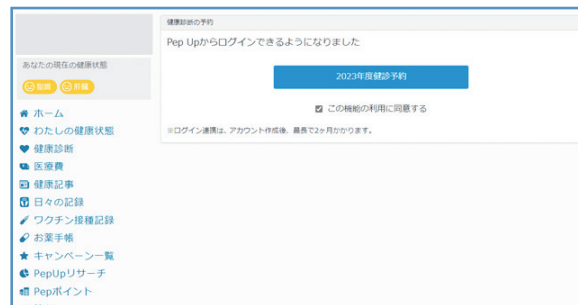 健康診断の予約
Pep Upからログインできるようになりました
2023年度健診予約
この機能の利用に同意する
※ログイン連携は、アカウント作成後、最長で2ヶ月かかります。
あなたの現在の健康状態
ホーム
わたしの健康状態
健康診断
医療費
健康記事
日々の記録
ワクチン接種記録
お薬手帳
キャンペーン一覧
PepUpリサーチ
Pepポイント